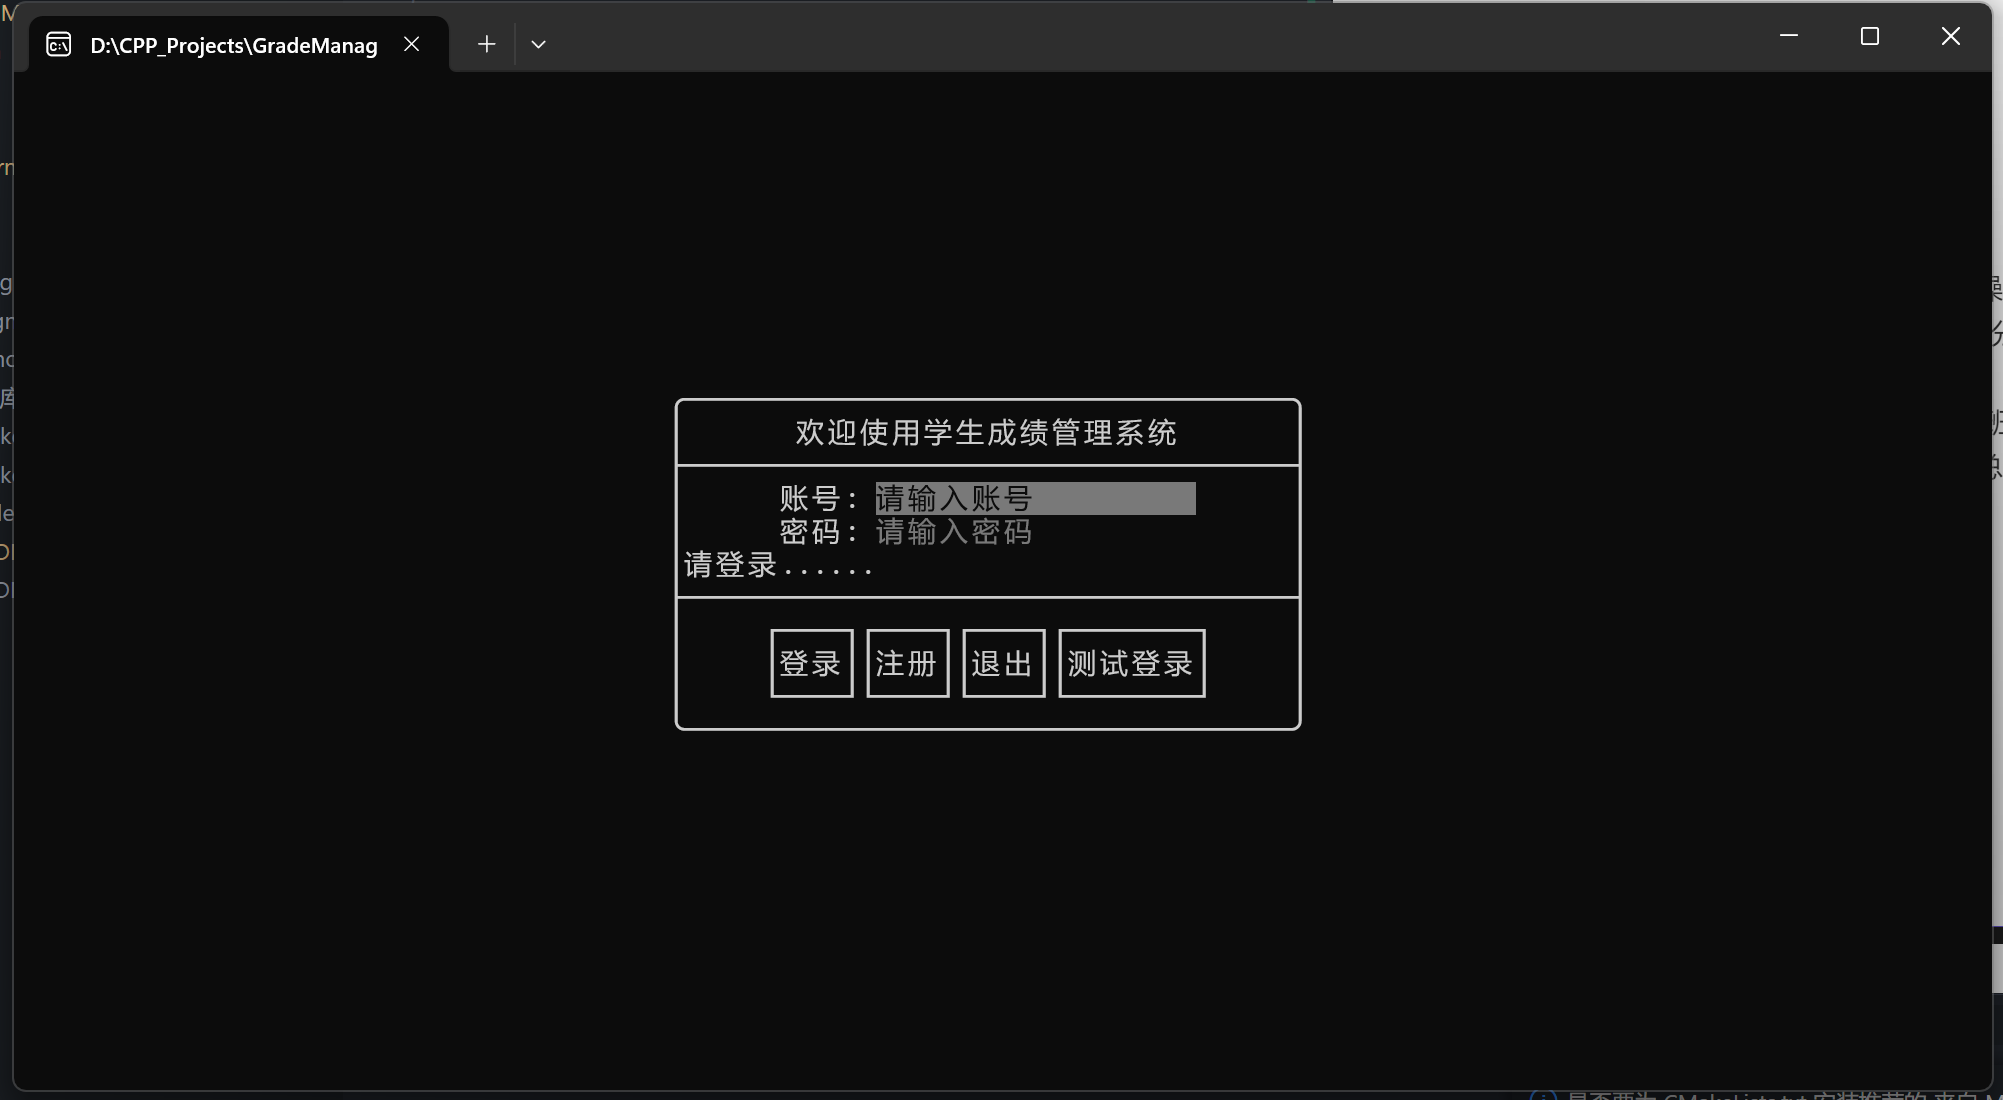 D:\CPP_Projects\GradeManag
欢迎使用学生成绩管理系统
账号: 请输入账号
密码: 请输入密码
请登录......
登录 注册 退出 测试登录